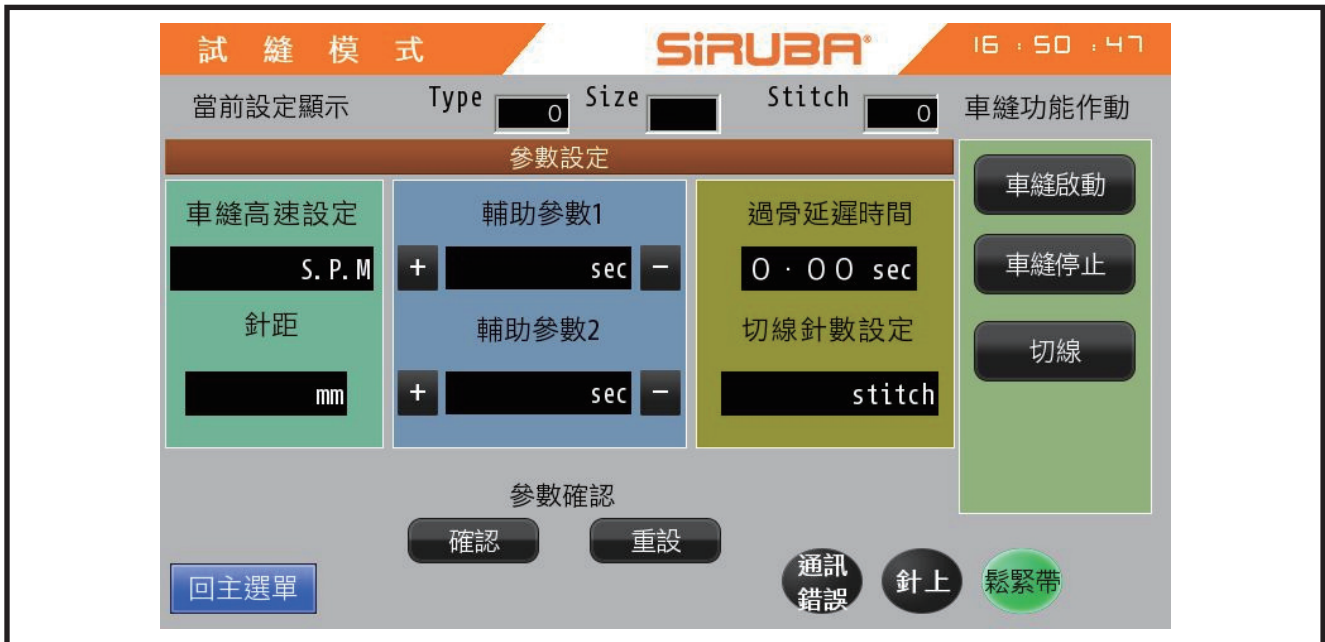 試縫模式
SiRUBA®
16:50:47
當前設定顯示
Type 0
Size
Stitch 0
車縫功能作動
參數設定
車縫高速設定
S.P.M
針距
mm
輔助參數1
+ sec −
輔助參數2
+ sec −
過骨延遲時間
0·00 sec
切線針數設定
stitch
車縫啟動
車縫停止
切線
參數確認
確認
重設
回主選單
通訊
錯誤
針上
鬆緊帶